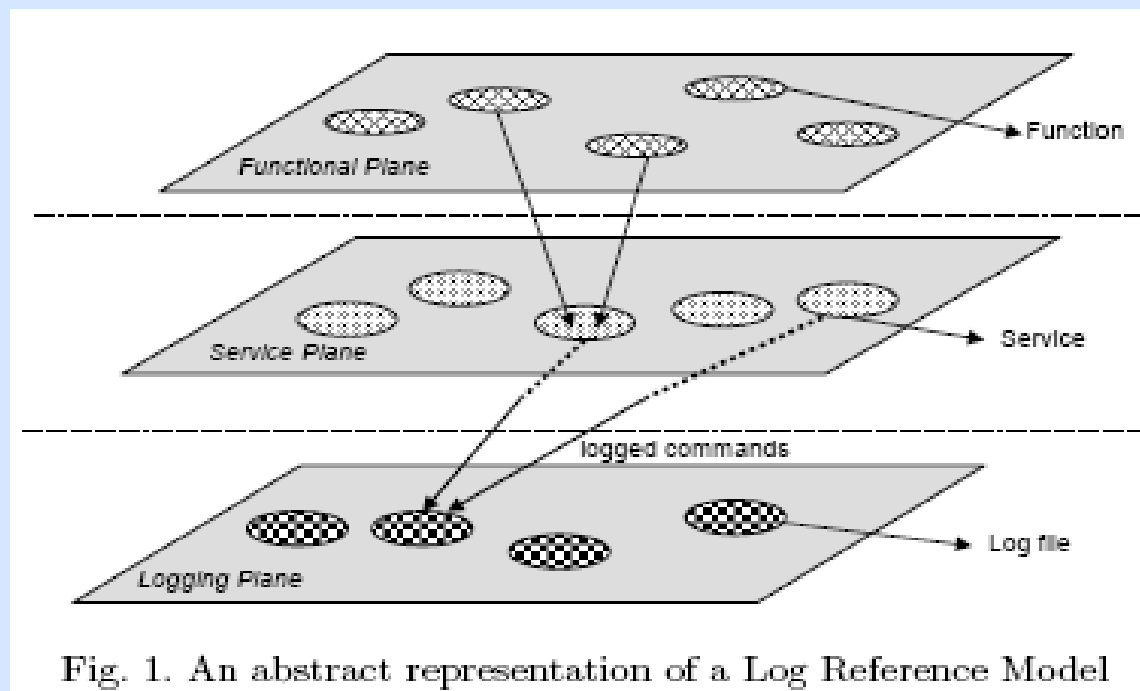 Function
Functional Plane
Service
Service Plane
logged commands
Log file
Logging Plane
Fig. 1. An abstract representation of a Log Reference Model